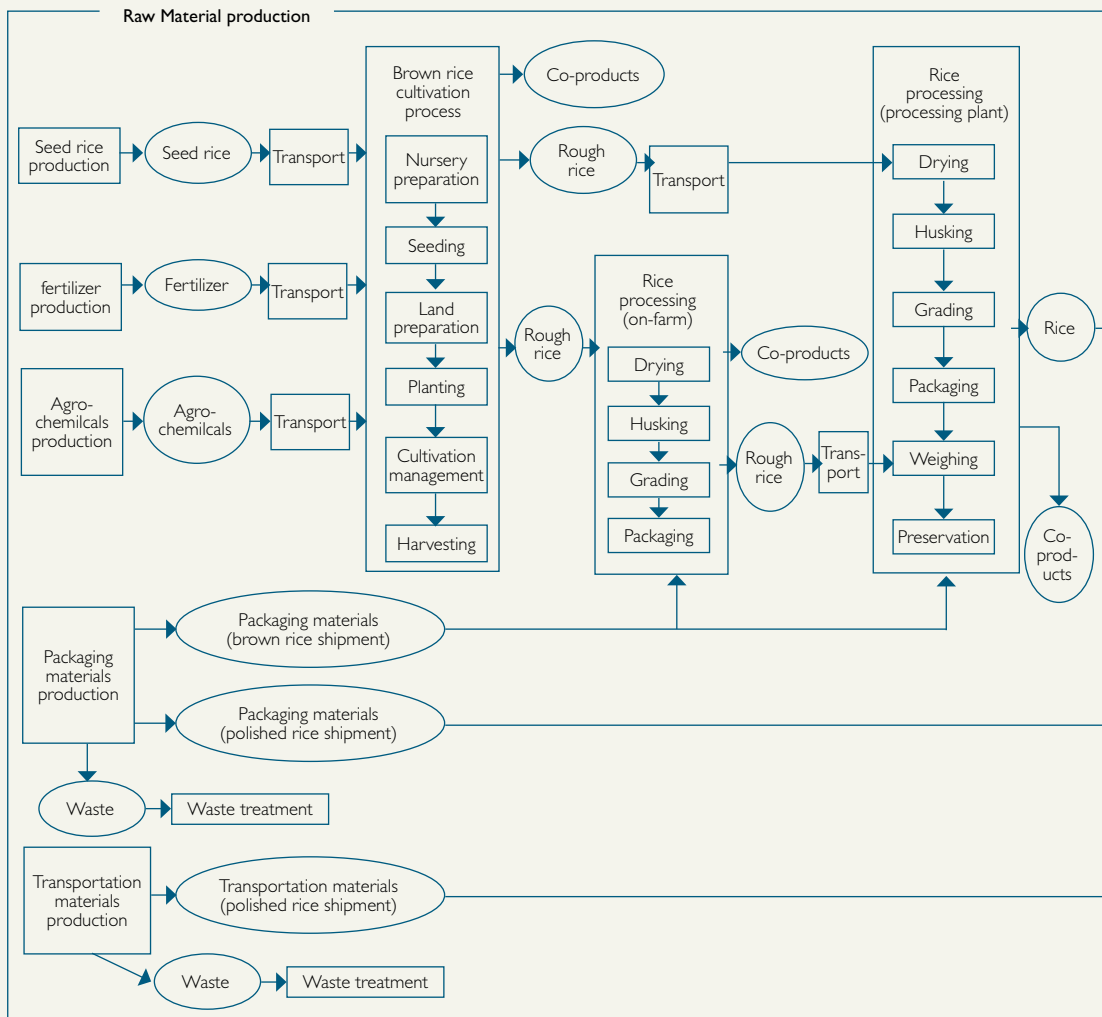 Raw Material production
Seed rice
production
Seed rice
Transport
fertilizer
production
Fertilizer
Transport
Agro-
chemilcals
production
Agro-
chemilcals
Transport
Brown rice
cultivation
process
Nursery
preparation
Seeding
Land
preparation
Planting
Cultivation
management
Harvesting
Co-products
Rough
rice
Transport
Rough
rice
Rice
processing
(on-farm)
Drying
Husking
Grading
Packaging
Co-products
Rough
rice
Trans-
port
Rice
processing
(processing plant)
Drying
Husking
Grading
Packaging
Weighing
Preservation
Rice
Co-
prod-
ucts
Packaging
materials
production
Packaging materials
(brown rice shipment)
Packaging materials
(polished rice shipment)
Waste
Waste treatment
Transportation
materials
production
Transportation materials
(polished rice shipment)
Waste
Waste treatment